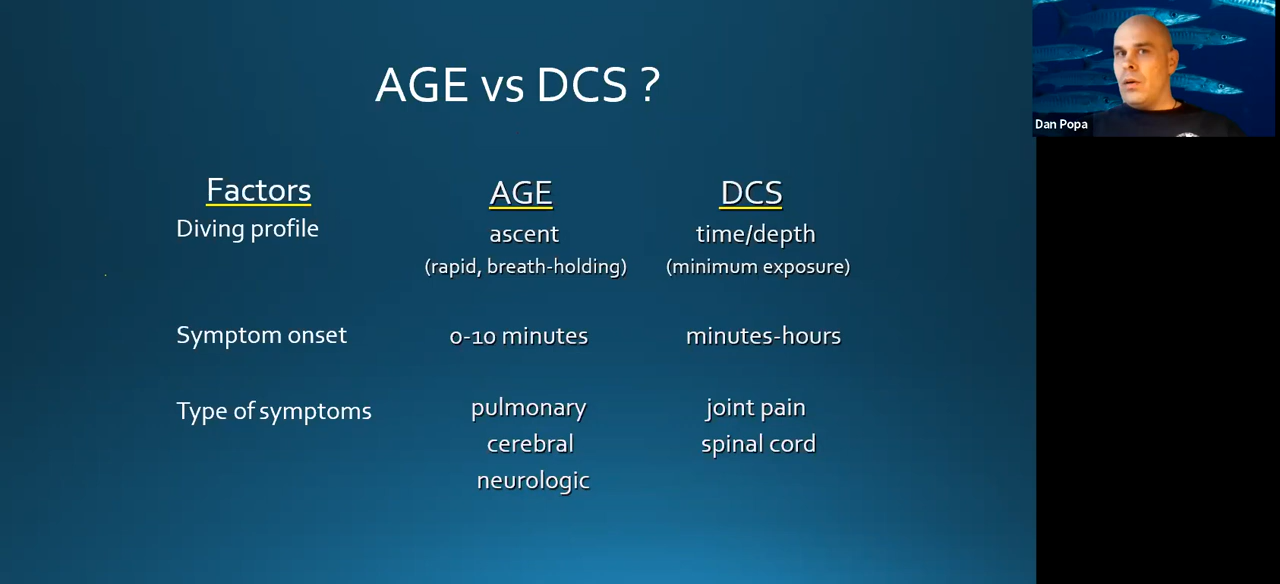 AGE vs DCS ?
Dan Popa
Factors AGE DCS
Diving profile ascent time/depth
(rapid, breath-holding) (minimum exposure)
Symptom onset 0-10 minutes minutes-hours
Type of symptoms pulmonary joint pain
cerebral spinal cord
neurologic